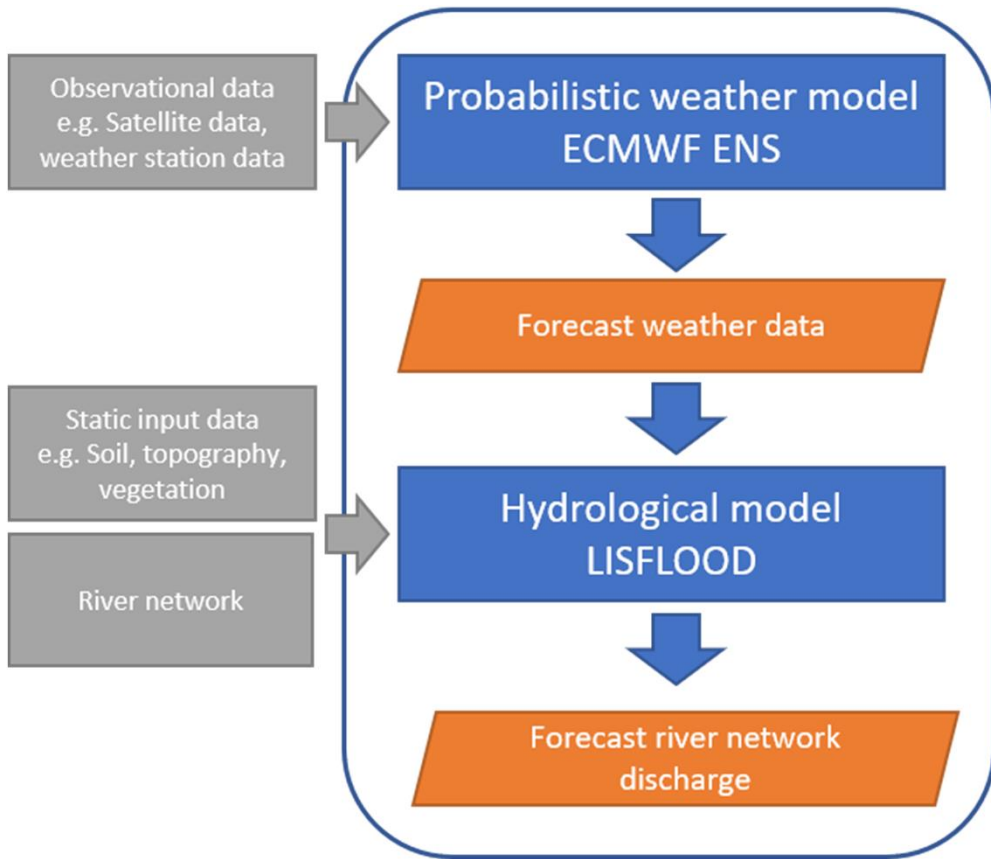 Observational data
e.g. Satellite data,
weather station data
Probabilistic weather model
ECMWF ENS
Forecast weather data
Static input data
e.g. Soil, topography,
vegetation
River network
Hydrological model
LISFLOOD
Forecast river network
discharge